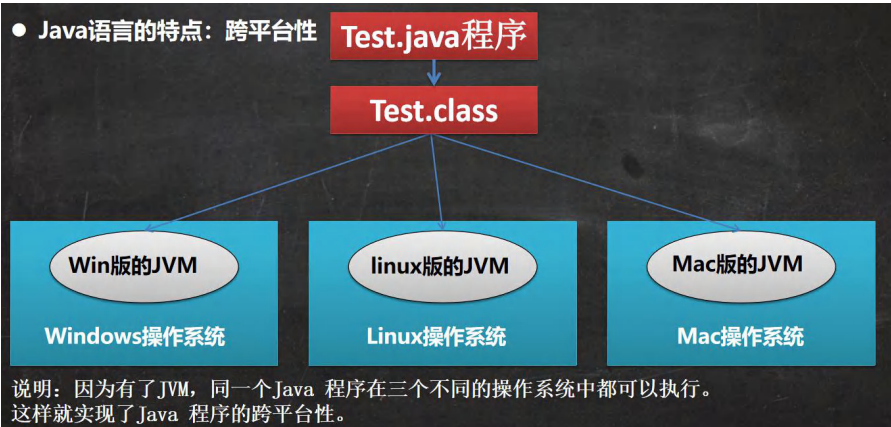 ● Java语言的特点：跨平台性
Test.java程序
Test.class
Win版的JVM
linux版的JVM
Mac版的JVM
Windows操作系统
Linux操作系统
Mac操作系统
说明：因为有了JVM，同一个Java 程序在三个不同的操作系统中都可以执行。
这样就实现了Java 程序的跨平台性。